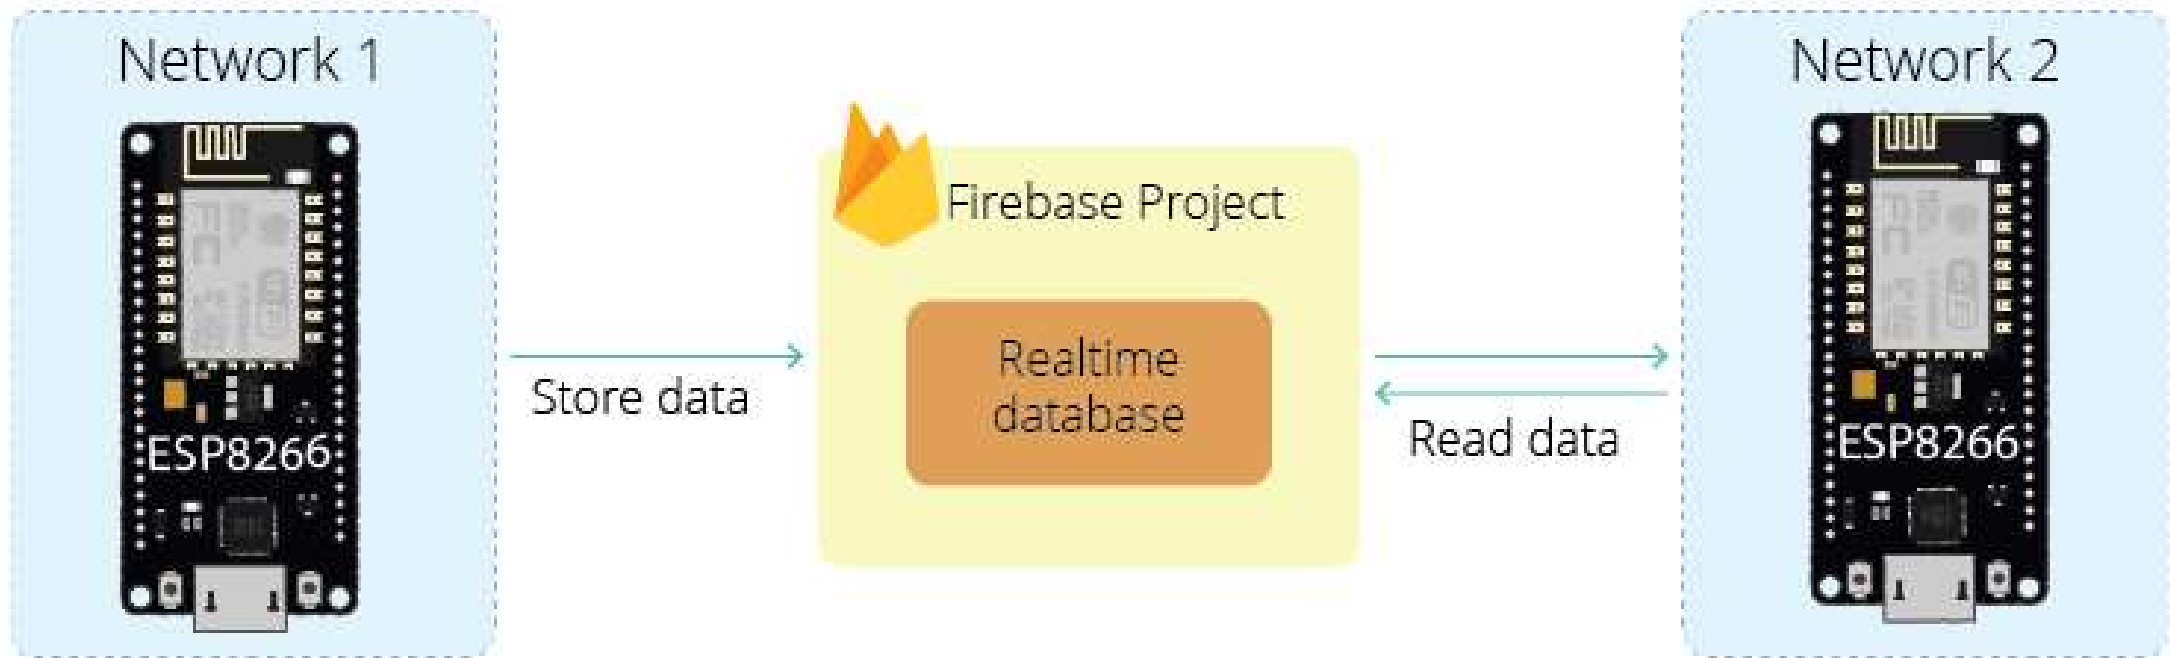 Network 1
Network 2
Firebase Project
Realtime
database
Store data
Read data
ESP8266
ESP8266